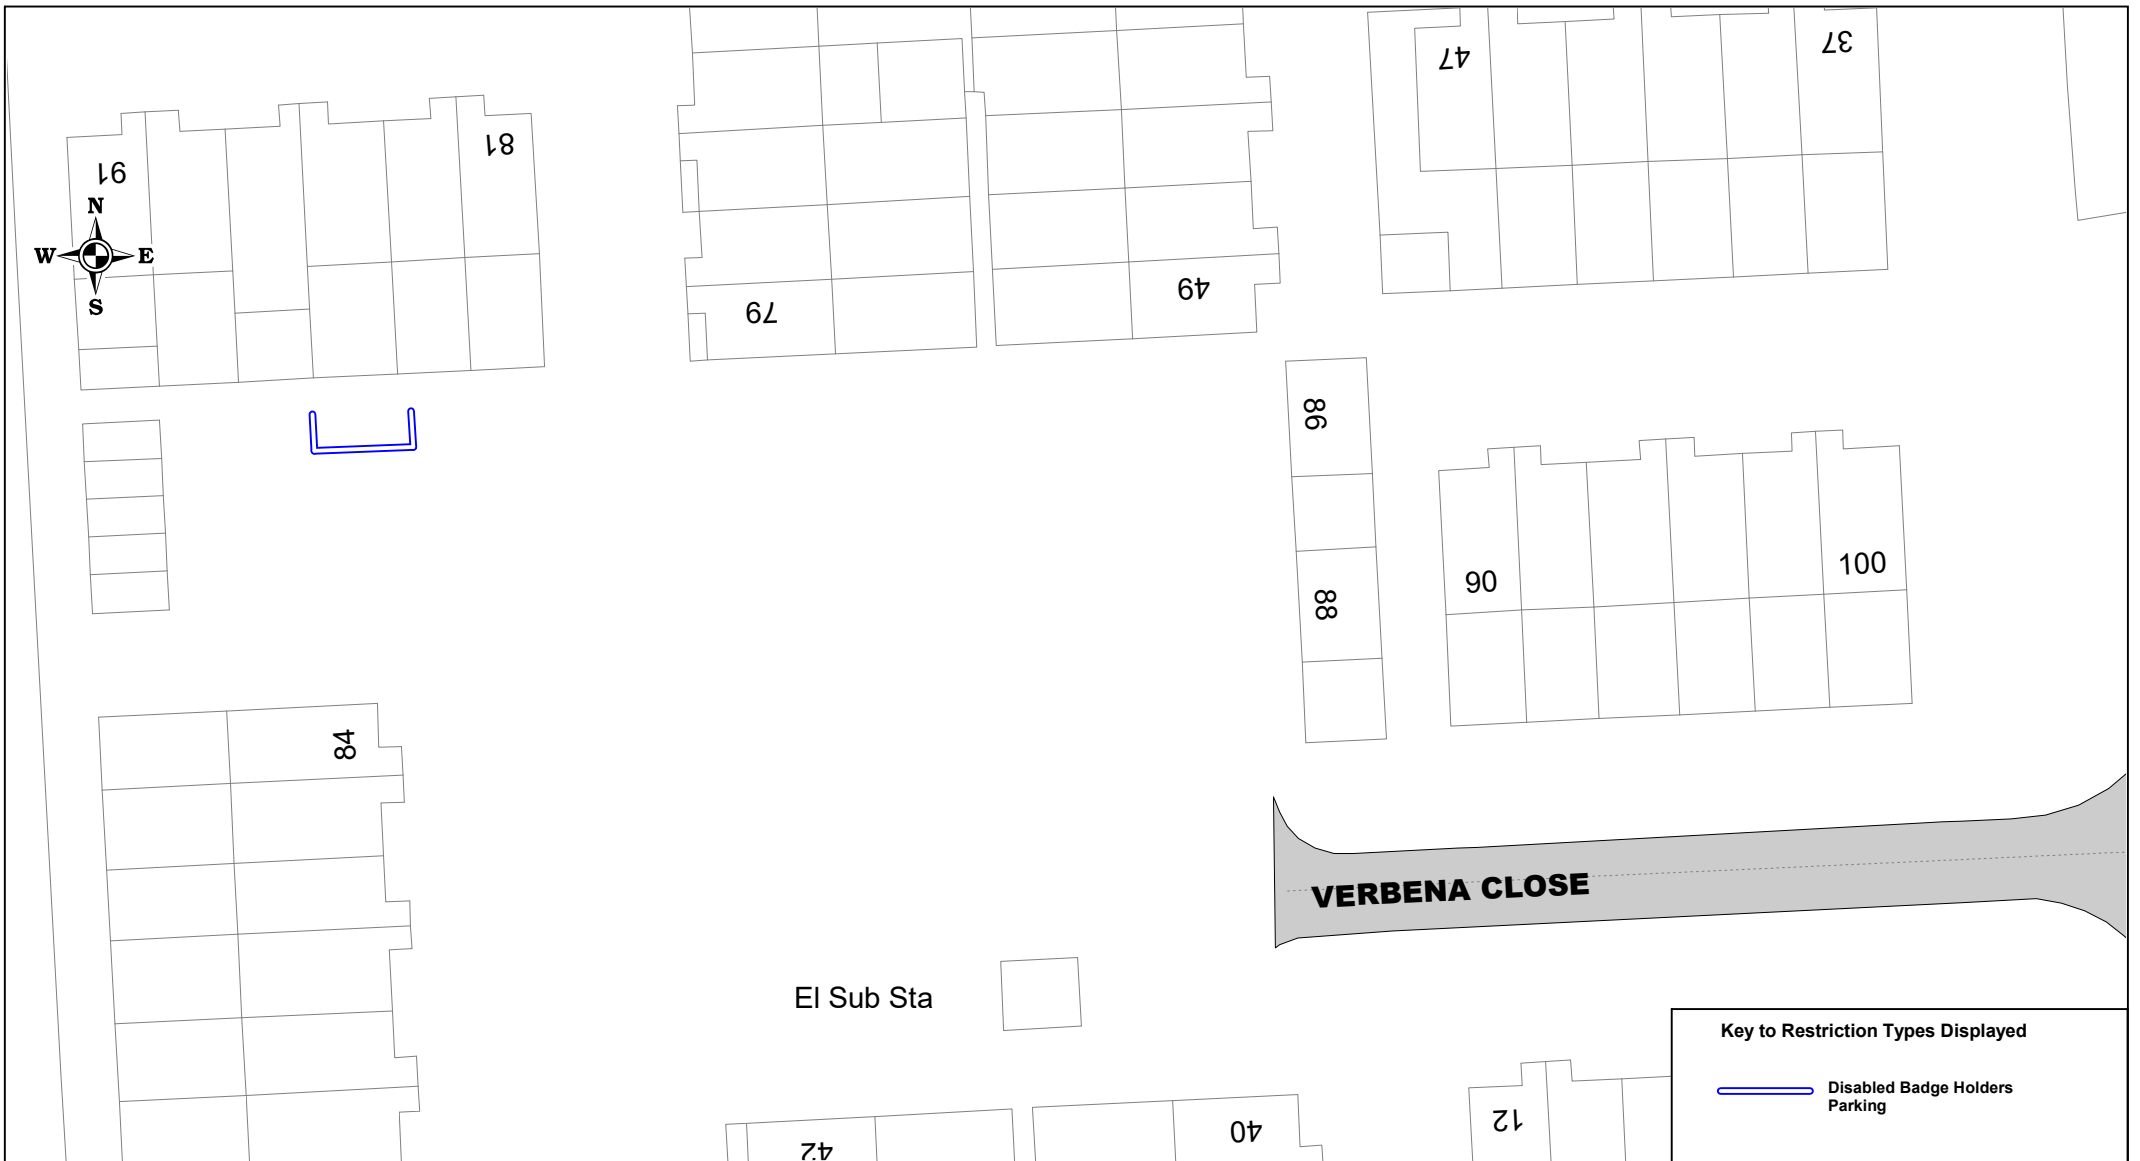 37
47
81
91
N
W
E
S
49
79
86
90
100
88
84
VERBENA CLOSE
El Sub Sta
Key to Restriction Types Displayed
Disabled Badge Holders
Parking
12
40
42